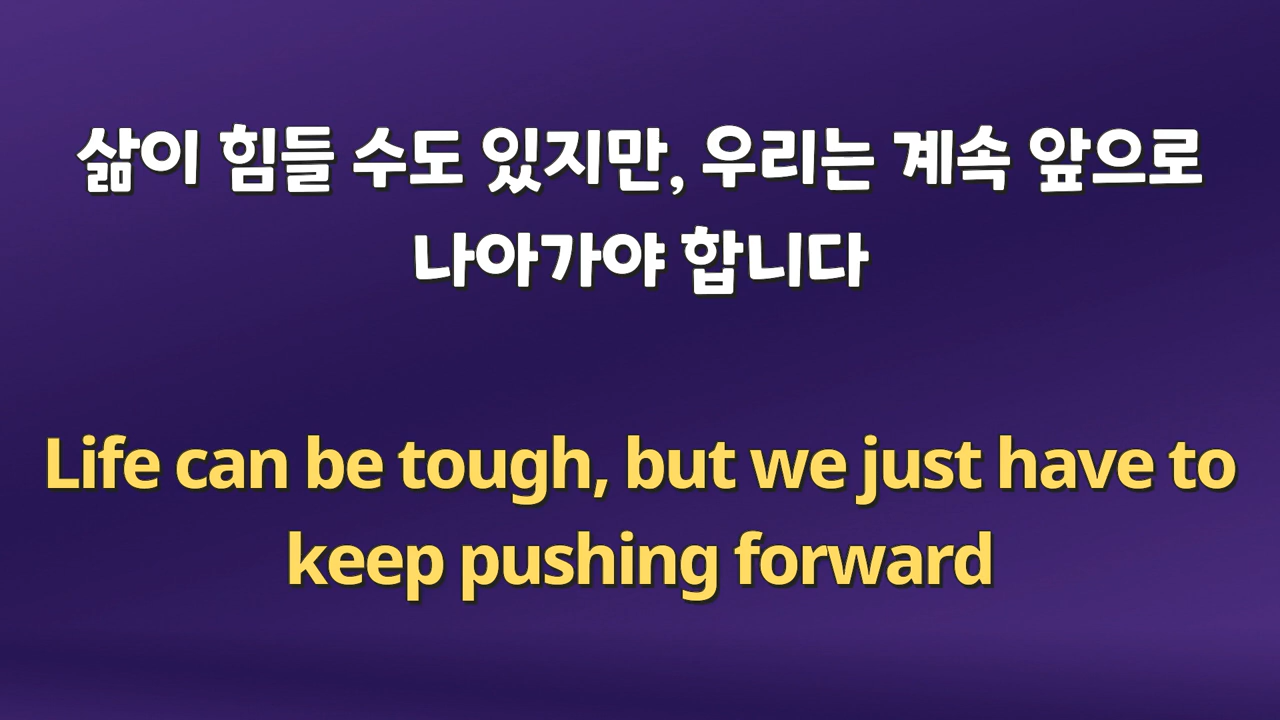 삶이 힘들 수도 있지만, 우리는 계속 앞으로
나아가야 합니다
Life can be tough, but we just have to
keep pushing forward